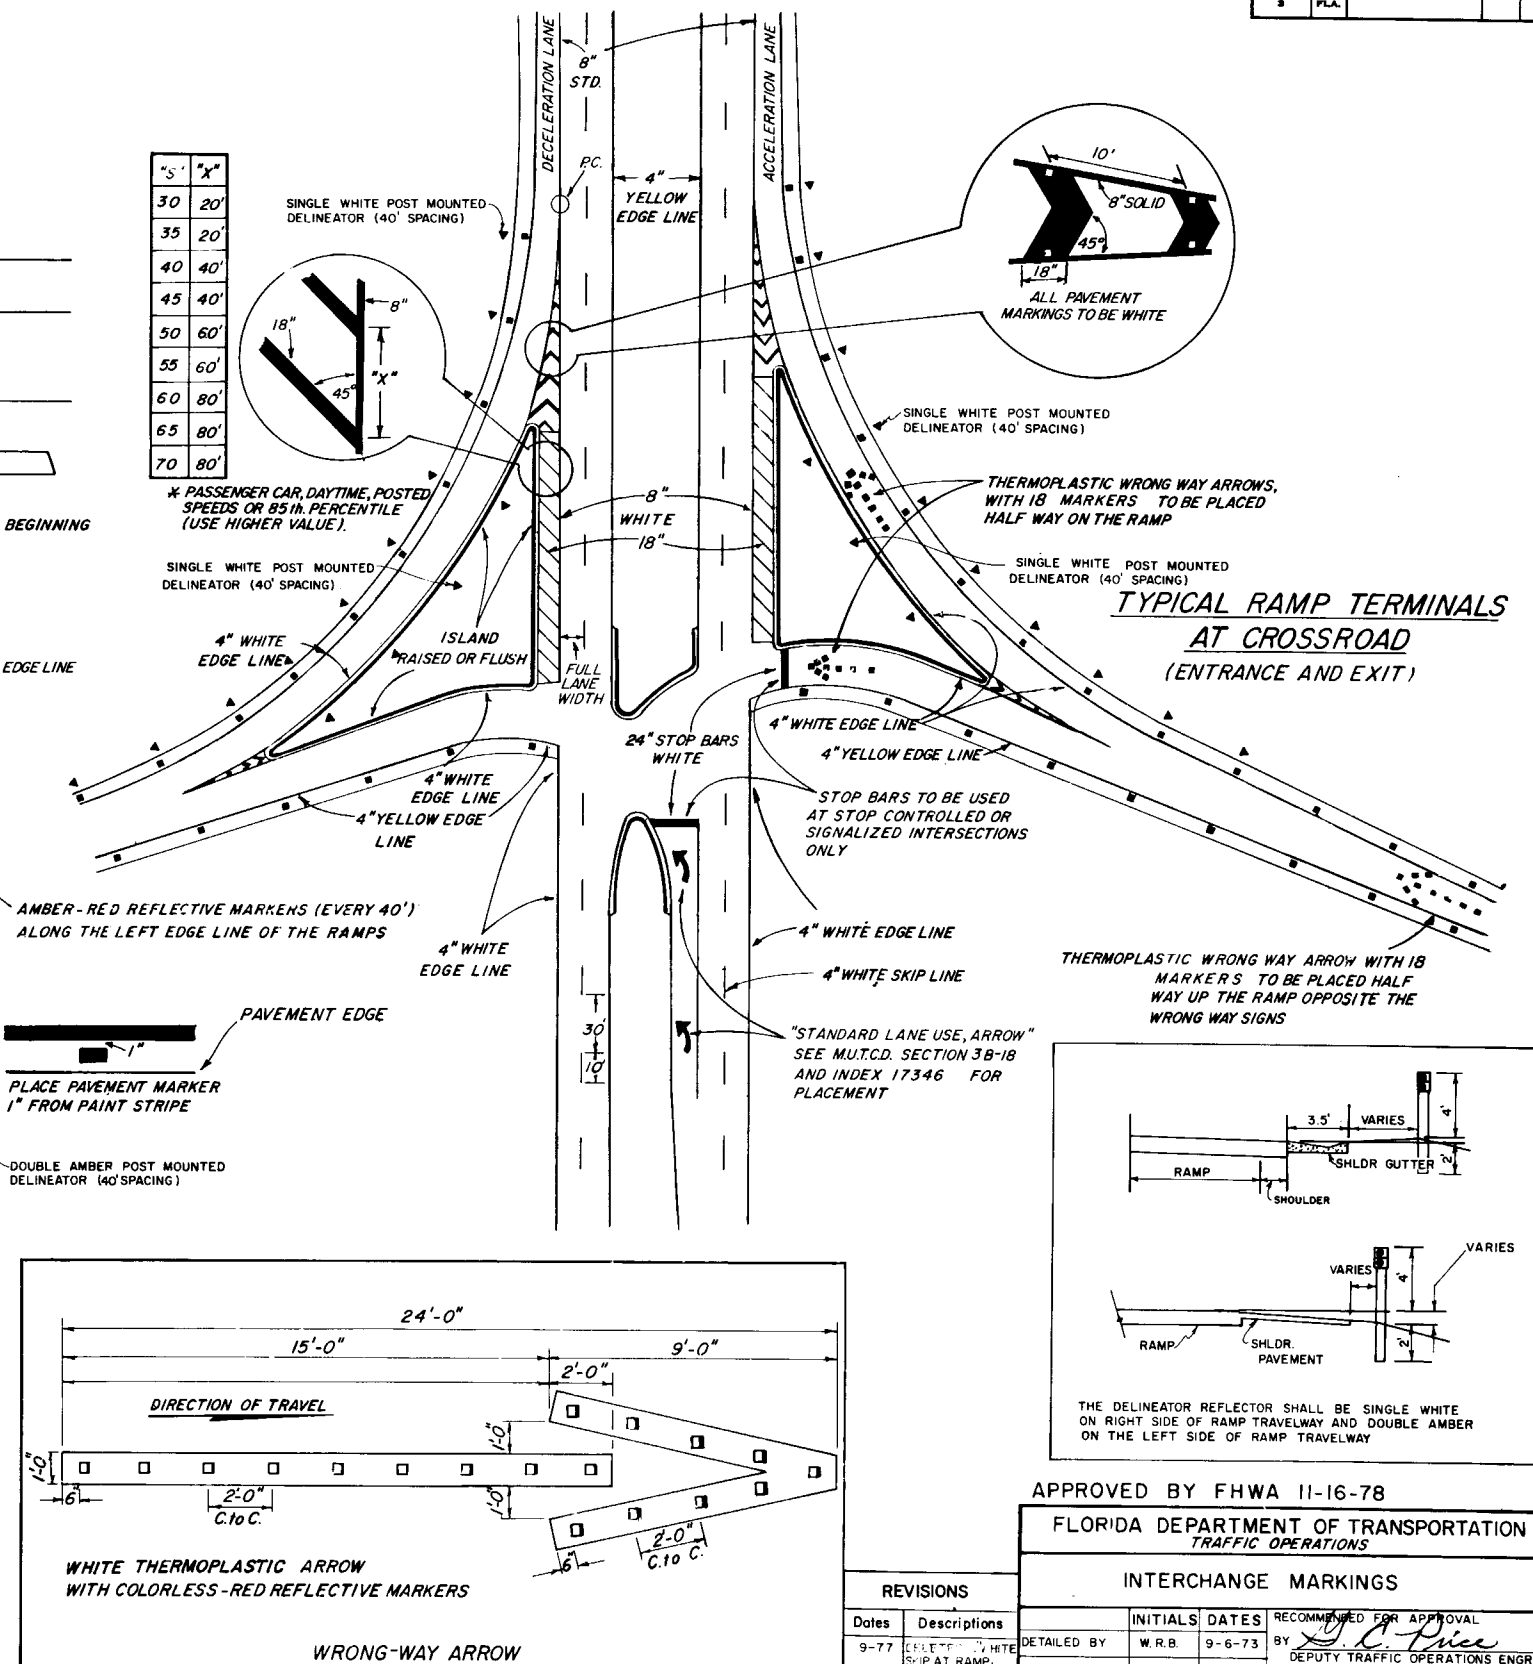 3 FLA.
DECELERATION LANE
8"
STD.
ACCELERATION LANE
P.C.
4"
YELLOW
EDGE LINE
"S" "X"
30 20'
35 20'
40 40'
45 40'
50 60'
55 60'
60 80'
65 80'
70 80'
SINGLE WHITE POST MOUNTED
DELINEATOR (40' SPACING)
8"
18"
45°
"X"
10'
8" SOLID
45°
18"
ALL PAVEMENT
MARKINGS TO BE WHITE
* PASSENGER CAR, DAYTIME, POSTED
SPEEDS OR 85th. PERCENTILE
(USE HIGHER VALUE).
BEGINNING
SINGLE WHITE POST MOUNTED
DELINEATOR (40' SPACING)
THERMOPLASTIC WRONG WAY ARROWS,
WITH 18 MARKERS TO BE PLACED
HALF WAY ON THE RAMP
8"
WHITE
18"
SINGLE WHITE POST MOUNTED
DELINEATOR (40' SPACING)
SINGLE WHITE POST MOUNTED
DELINEATOR (40' SPACING)
TYPICAL RAMP TERMINALS
AT CROSSROAD
(ENTRANCE AND EXIT)
4" WHITE
EDGE LINE
ISLAND
RAISED OR FLUSH
EDGE LINE
FULL
LANE
WIDTH
24" STOP BARS
WHITE
4" WHITE EDGE LINE
4" YELLOW EDGE LINE
4" WHITE
EDGE LINE
4" YELLOW EDGE
LINE
STOP BARS TO BE USED
AT STOP CONTROLLED OR
SIGNALIZED INTERSECTIONS
ONLY
AMBER-RED REFLECTIVE MARKERS (EVERY 40')
ALONG THE LEFT EDGE LINE OF THE RAMPS
4" WHITE
EDGE LINE
4" WHITE EDGE LINE
4" WHITE SKIP LINE
THERMOPLASTIC WRONG WAY ARROW WITH 18
MARKERS TO BE PLACED HALF
WAY UP THE RAMP OPPOSITE THE
WRONG WAY SIGNS
PAVEMENT EDGE
1"
PLACE PAVEMENT MARKER
1" FROM PAINT STRIPE
30'
10'
"STANDARD LANE USE, ARROW"
SEE M.U.T.C.D. SECTION 3B-18
AND INDEX 17346 FOR
PLACEMENT
DOUBLE AMBER POST MOUNTED
DELINEATOR (40' SPACING)
3.5' VARIES
4'
2'
SHLDR GUTTER
RAMP
SHOULDER
VARIES
VARIES
4'
2'
RAMP
SHLDR.
PAVEMENT
THE DELINEATOR REFLECTOR SHALL BE SINGLE WHITE
ON RIGHT SIDE OF RAMP TRAVELWAY AND DOUBLE AMBER
ON THE LEFT SIDE OF RAMP TRAVELWAY
24'-0"
15'-0" 9'-0"
2'-0"
DIRECTION OF TRAVEL
1'-0"
1'-0"
1'-0"
6"
2'-0"
C. to C.
2'-0"
C. to C.
6"
WHITE THERMOPLASTIC ARROW
WITH COLORLESS-RED REFLECTIVE MARKERS
WRONG-WAY ARROW
APPROVED BY FHWA 11-16-78
FLORIDA DEPARTMENT OF TRANSPORTATION
TRAFFIC OPERATIONS
INTERCHANGE MARKINGS
REVISIONS
Dates Descriptions
9-77 WHITE
SKIP AT RAMP.
INITIALS DATES
DETAILED BY W.R.B. 9-6-73
RECOMMENDED FOR APPROVAL
BY J. C. Price
DEPUTY TRAFFIC OPERATIONS ENGR